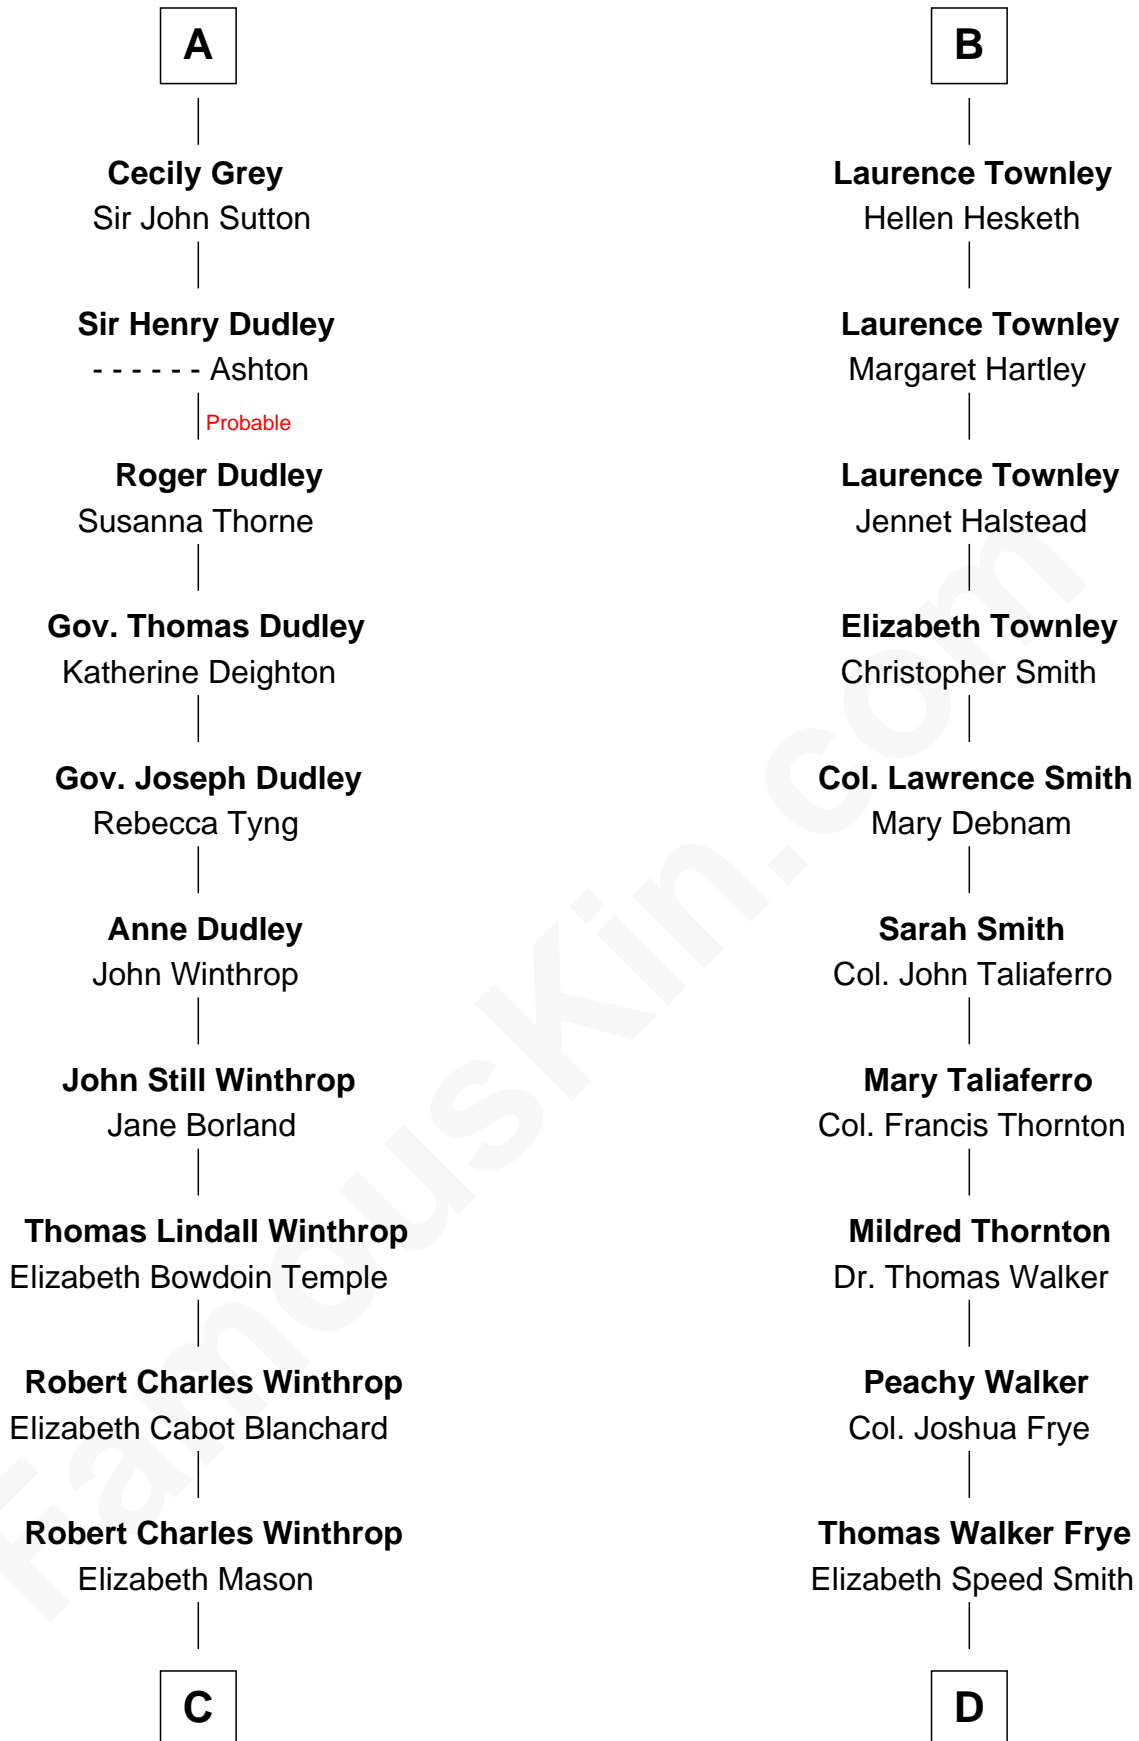 A
Cecily Grey
Sir John Sutton
Sir Henry Dudley
- - - - - - Ashton
Probable
Roger Dudley
Susanna Thorne
Gov. Thomas Dudley
Katherine Deighton
Gov. Joseph Dudley
Rebecca Tyng
Anne Dudley
John Winthrop
John Still Winthrop
Jane Borland
Thomas Lindall Winthrop
Elizabeth Bowdoin Temple
Robert Charles Winthrop
Elizabeth Cabot Blanchard
Robert Charles Winthrop
Elizabeth Mason
C
B
Laurence Townley
Hellen Hesketh
Laurence Townley
Margaret Hartley
Laurence Townley
Jennet Halstead
Elizabeth Townley
Christopher Smith
Col. Lawrence Smith
Mary Debnam
Sarah Smith
Col. John Taliaferro
Mary Taliaferro
Col. Francis Thornton
Mildred Thornton
Dr. Thomas Walker
Peachy Walker
Col. Joshua Frye
Thomas Walker Frye
Elizabeth Speed Smith
D
FamousKin.com